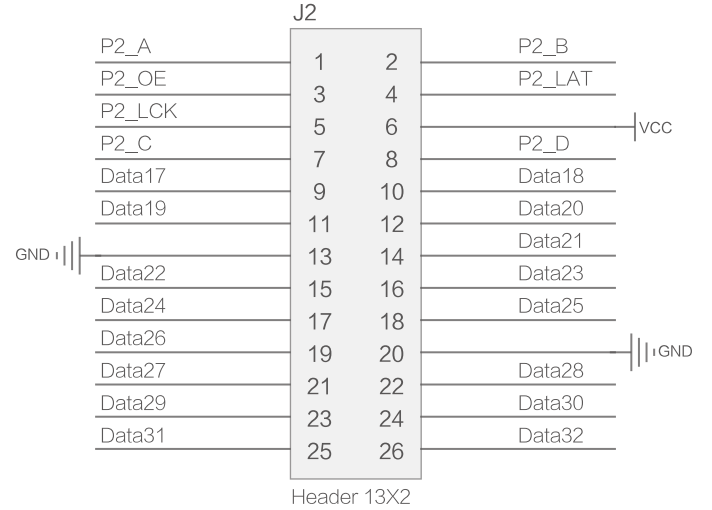 J2
P2_A 1 2 P2_B
P2_OE 3 4 P2_LAT
P2_LCK 5 6 VCC
P2_C 7 8 P2_D
Data17 9 10 Data18
Data19 11 12 Data20
GND 13 14 Data21
Data22 15 16 Data23
Data24 17 18 Data25
Data26 19 20 GND
Data27 21 22 Data28
Data29 23 24 Data30
Data31 25 26 Data32
Header 13X2